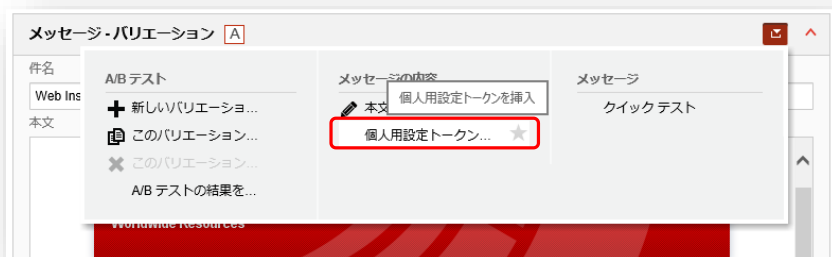 メッセージ - バリエーション A
件名
Web Ins
本文
A/B テスト
新しいバリエーショ...
このバリエーション...
このバリエーション...
A/B テストの結果を...
メッセージの内容
本文
個人用設定トークンを挿入
個人用設定トークン...
メッセージ
クイック テスト
Worldwide Resources